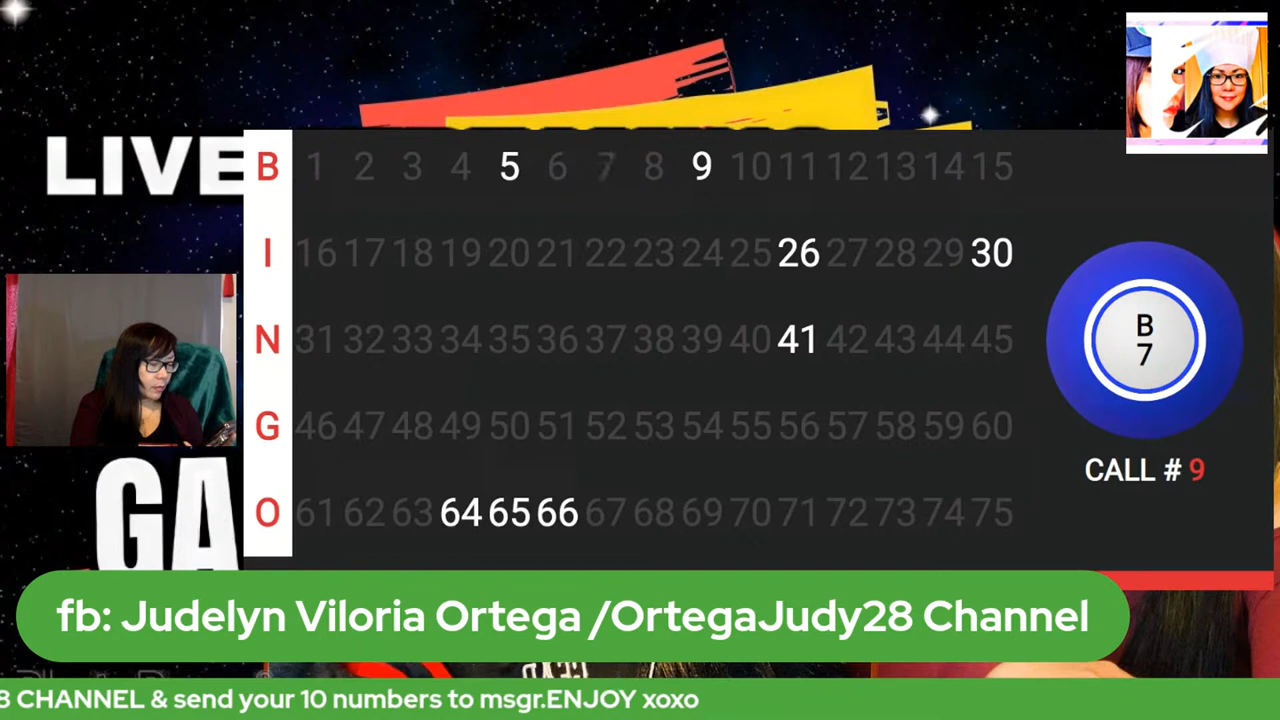 LIVE
B 1 2 3 4 5 6 7 8 9 10 11 12 13 14 15
I 16 17 18 19 20 21 22 23 24 25 26 27 28 29 30
N 31 32 33 34 35 36 37 38 39 40 41 42 43 44 45
G 46 47 48 49 50 51 52 53 54 55 56 57 58 59 60
O 61 62 63 64 65 66 67 68 69 70 71 72 73 74 75
B
7
CALL # 9
GA
fb: Judelyn Viloria Ortega /OrtegaJudy28 Channel
8 CHANNEL & send your 10 numbers to msgr.ENJOY xoxo